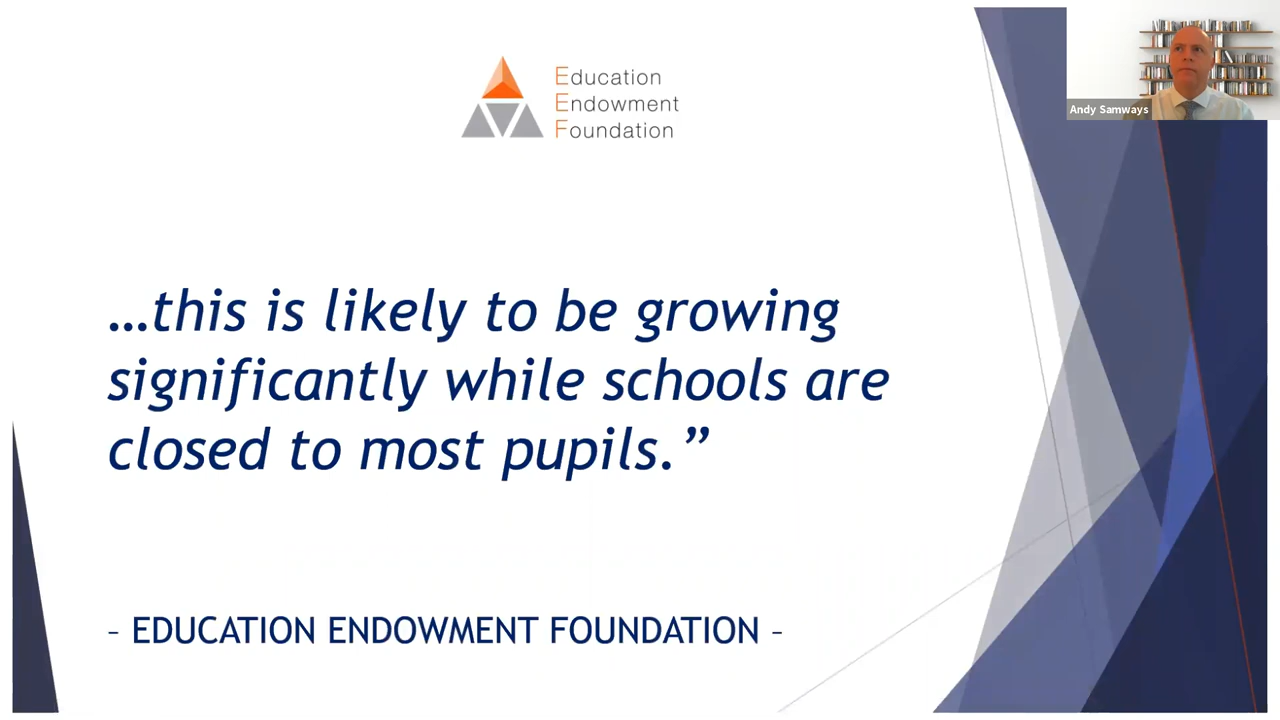 Education
Endowment
Foundation
Andy Samways
…this is likely to be growing
significantly while schools are
closed to most pupils.”
– EDUCATION ENDOWMENT FOUNDATION –